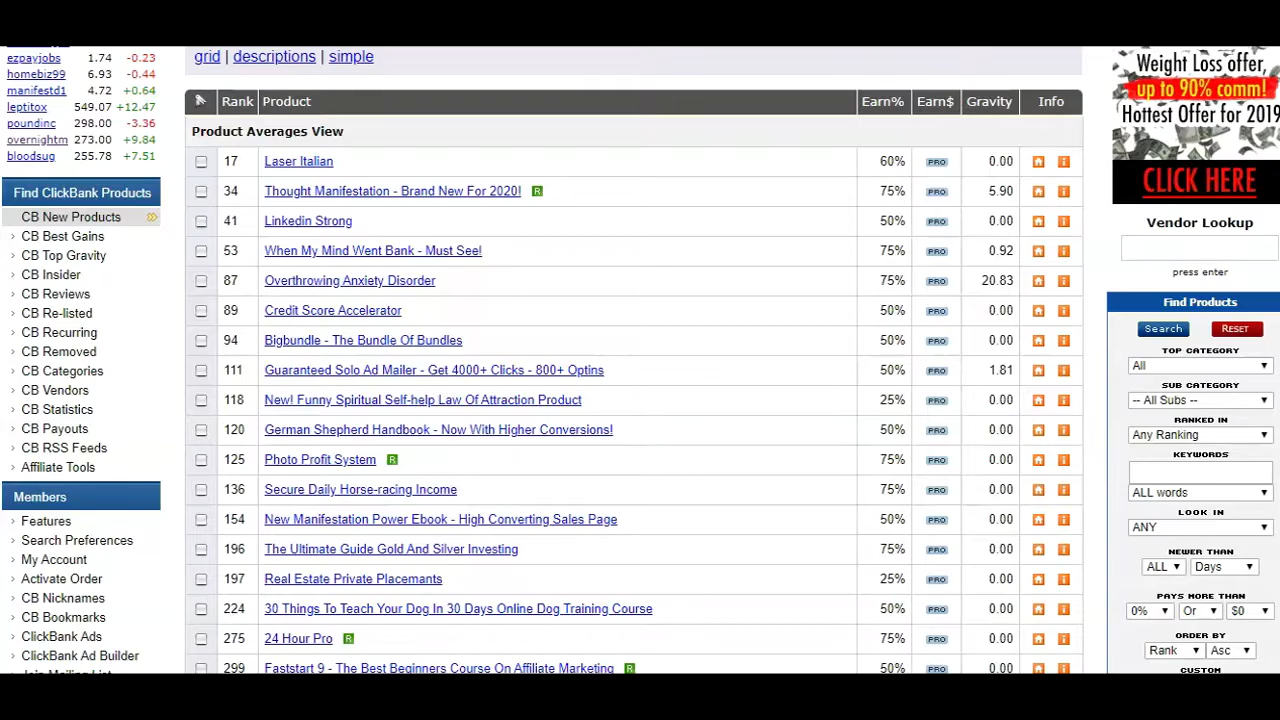 ezpayjobs 1.74 -0.23
homebiz99 6.93 -0.44
manifestd1 4.72 +0.64
leptitox 549.07 +12.47
poundinc 298.00 -3.36
overnightm 273.00 +9.84
bloodsug 255.78 +7.51
Find ClickBank Products
CB New Products
CB Best Gains
CB Top Gravity
CB Insider
CB Reviews
CB Re-listed
CB Recurring
CB Removed
CB Categories
CB Vendors
CB Statistics
CB Payouts
CB RSS Feeds
Affiliate Tools
Members
Features
Search Preferences
My Account
Activate Order
CB Nicknames
CB Bookmarks
ClickBank Ads
ClickBank Ad Builder
Join Mailing List
grid | descriptions | simple
Rank Product Earn% Earn$ Gravity Info
Product Averages View
17 Laser Italian 60% PRO 0.00
34 Thought Manifestation - Brand New For 2020! R 75% PRO 5.90
41 Linkedin Strong 50% PRO 0.00
53 When My Mind Went Bank - Must See! 75% PRO 0.92
87 Overthrowing Anxiety Disorder 75% PRO 20.83
89 Credit Score Accelerator 50% PRO 0.00
94 Bigbundle - The Bundle Of Bundles 50% PRO 0.00
111 Guaranteed Solo Ad Mailer - Get 4000+ Clicks - 800+ Optins 50% PRO 1.81
118 New! Funny Spiritual Self-help Law Of Attraction Product 25% PRO 0.00
120 German Shepherd Handbook - Now With Higher Conversions! 50% PRO 0.00
125 Photo Profit System R 75% PRO 0.00
136 Secure Daily Horse-racing Income 75% PRO 0.00
154 New Manifestation Power Ebook - High Converting Sales Page 50% PRO 0.00
196 The Ultimate Guide Gold And Silver Investing 75% PRO 0.00
197 Real Estate Private Placemants 25% PRO 0.00
224 30 Things To Teach Your Dog In 30 Days Online Dog Training Course 50% PRO 0.00
275 24 Hour Pro R 75% PRO 0.00
299 Faststart 9 - The Best Beginners Course On Affiliate Marketing R 50% PRO 0.00
Weight Loss offer,
up to 90% comm!
Hottest Offer for 2019
CLICK HERE
Vendor Lookup
press enter
Find Products
Search RESET
TOP CATEGORY
All
SUB CATEGORY
-- All Subs --
RANKED IN
Any Ranking
KEYWORDS
ALL words
LOOK IN
ANY
NEWER THAN
ALL Days
PAYS MORE THAN
0% Or $0
ORDER BY
Rank Asc
CUSTOM